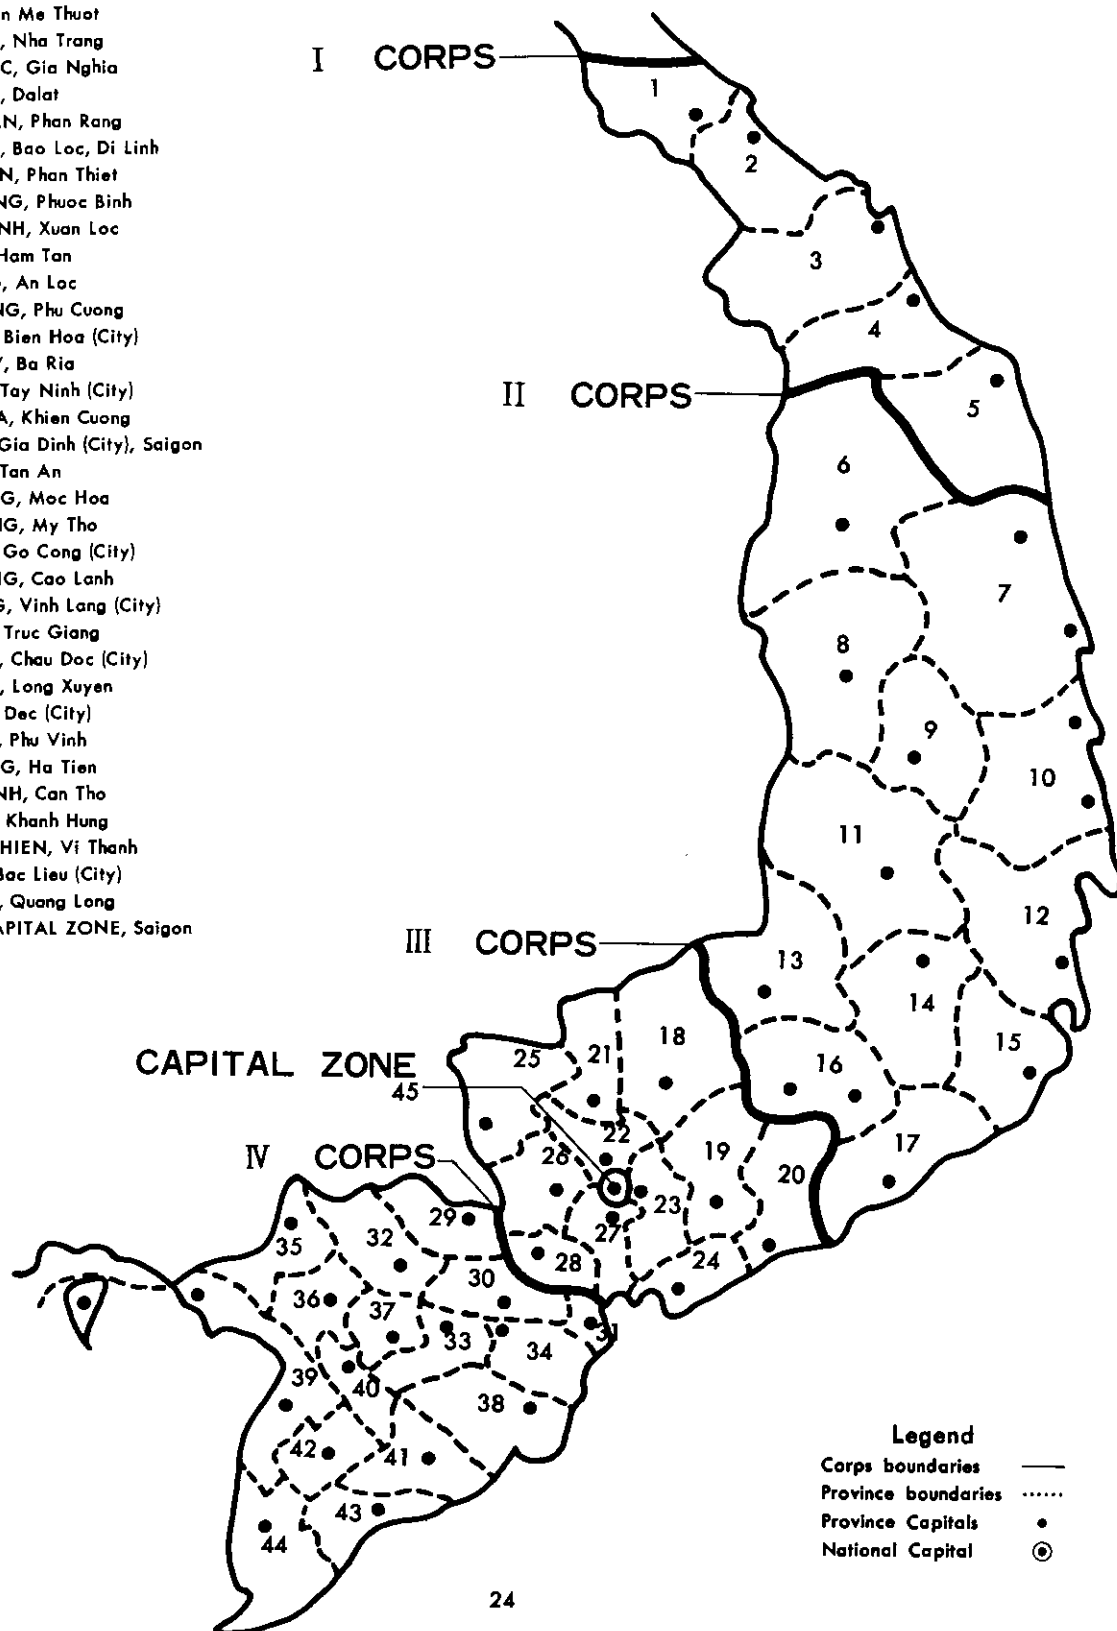 n Me Thuot
, Nha Trang
C, Gia Nghia
, Dalat
AN, Phan Rang
, Bao Loc, Di Linh
N, Phan Thiet
NG, Phuoc Binh
NH, Xuan Loc
Ham Tan
, An Loc
NG, Phu Cuong
Bien Hoa (City)
Y, Ba Ria
Tay Ninh (City)
A, Khien Cuong
Gia Dinh (City), Saigon
Tan An
G, Moc Hoa
NG, My Tho
Go Cong (City)
NG, Cao Lanh
G, Vinh Lang (City)
Truc Giang
, Chau Doc (City)
, Long Xuyen
Dec (City)
, Phu Vinh
G, Ha Tien
NH, Can Tho
Khanh Hung
HIEN, Vi Thanh
Bac Lieu (City)
, Quang Long
APITAL ZONE, Saigon
I CORPS
1
2
3
4
II CORPS
5
6
7
8
9
10
11
12
III CORPS
13
14
15
16
17
18
CAPITAL ZONE
45
25
21
22
19
20
IV CORPS
26
23
27
24
28
29
35
32
30
36
37
33
31
34
39
40
38
42
41
43
44
Legend
Corps boundaries
Province boundaries
Province Capitals
National Capital
24